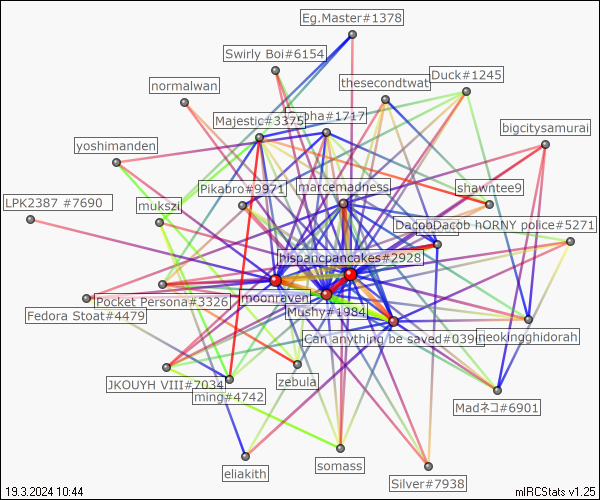 Eg.Master#1378
Swirly Boi#6154
Duck#1245
thesecondtwat
normalwan
Majestic#3375
pha#1717
bigcitysamurai
yoshimanden
Pikabro#9971
marcemadness
shawntee9
LPK2387 #7690
mukszi
DacobDacob hORNY police#5271
hispancpancakes#2928
Pocket Persona#3326
moonraven
Mushy#1984
Fedora Stoat#4479
Can anything be saved#0396
neokingghidorah
JKOUYH VIII#7034
zebula
ming#4742
Madネコ#6901
eliakith
somass
Silver#7938
19.3.2024 10:44
mIRCStats v1.25